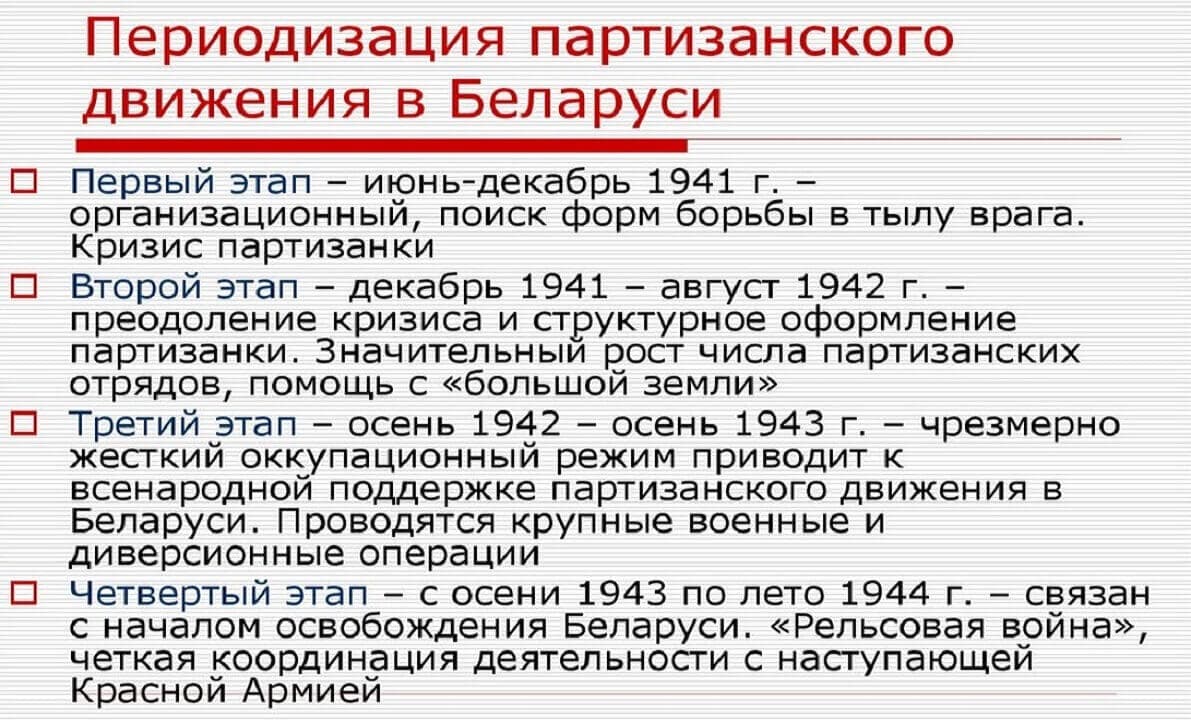 Периодизация партизанского
движения в Беларуси
Первый этап – июнь-декабрь 1941 г. –
организационный, поиск форм борьбы в тылу врага.
Кризис партизанки
Второй этап – декабрь 1941 – август 1942 г. –
преодоление кризиса и структурное оформление
партизанки. Значительный рост числа партизанских
отрядов, помощь с «большой земли»
Третий этап – осень 1942 – осень 1943 г. – чрезмерно
жесткий оккупационный режим приводит к
всенародной поддержке партизанского движения в
Беларуси. Проводятся крупные военные и
диверсионные операции
Четвертый этап – с осени 1943 по лето 1944 г. – связан
с началом освобождения Беларуси. «Рельсовая война»,
четкая координация деятельности с наступающей
Красной Армией